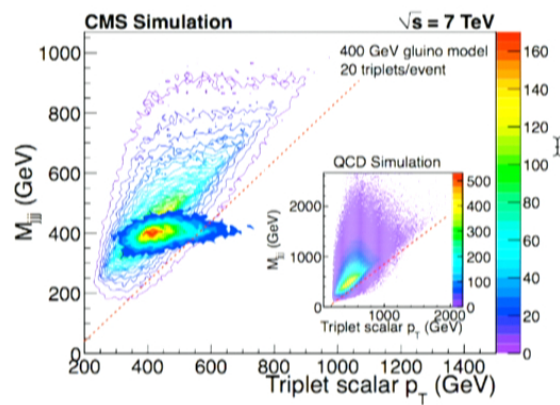 CMS Simulation √s = 7 TeV
400 GeV gluino model
20 triplets/event
M_jjj (GeV)
1000
800
600
400
200
0
200 400 600 800 1000 1200 1400
Triplet scalar p_T (GeV)
160
140
120
100
80
60
40
20
0
QCD Simulation
M_jjj (GeV)
2000
1000
0
1000 2000
Triplet scalar p_T (GeV)
500
400
300
200
100
0